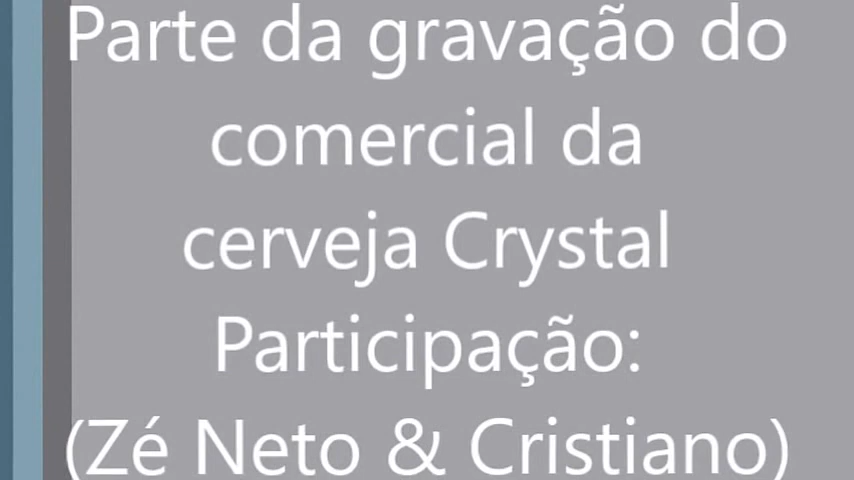 Parte da gravação do
comercial da
cerveja Crystal
Participação:
(Zé Neto & Cristiano)